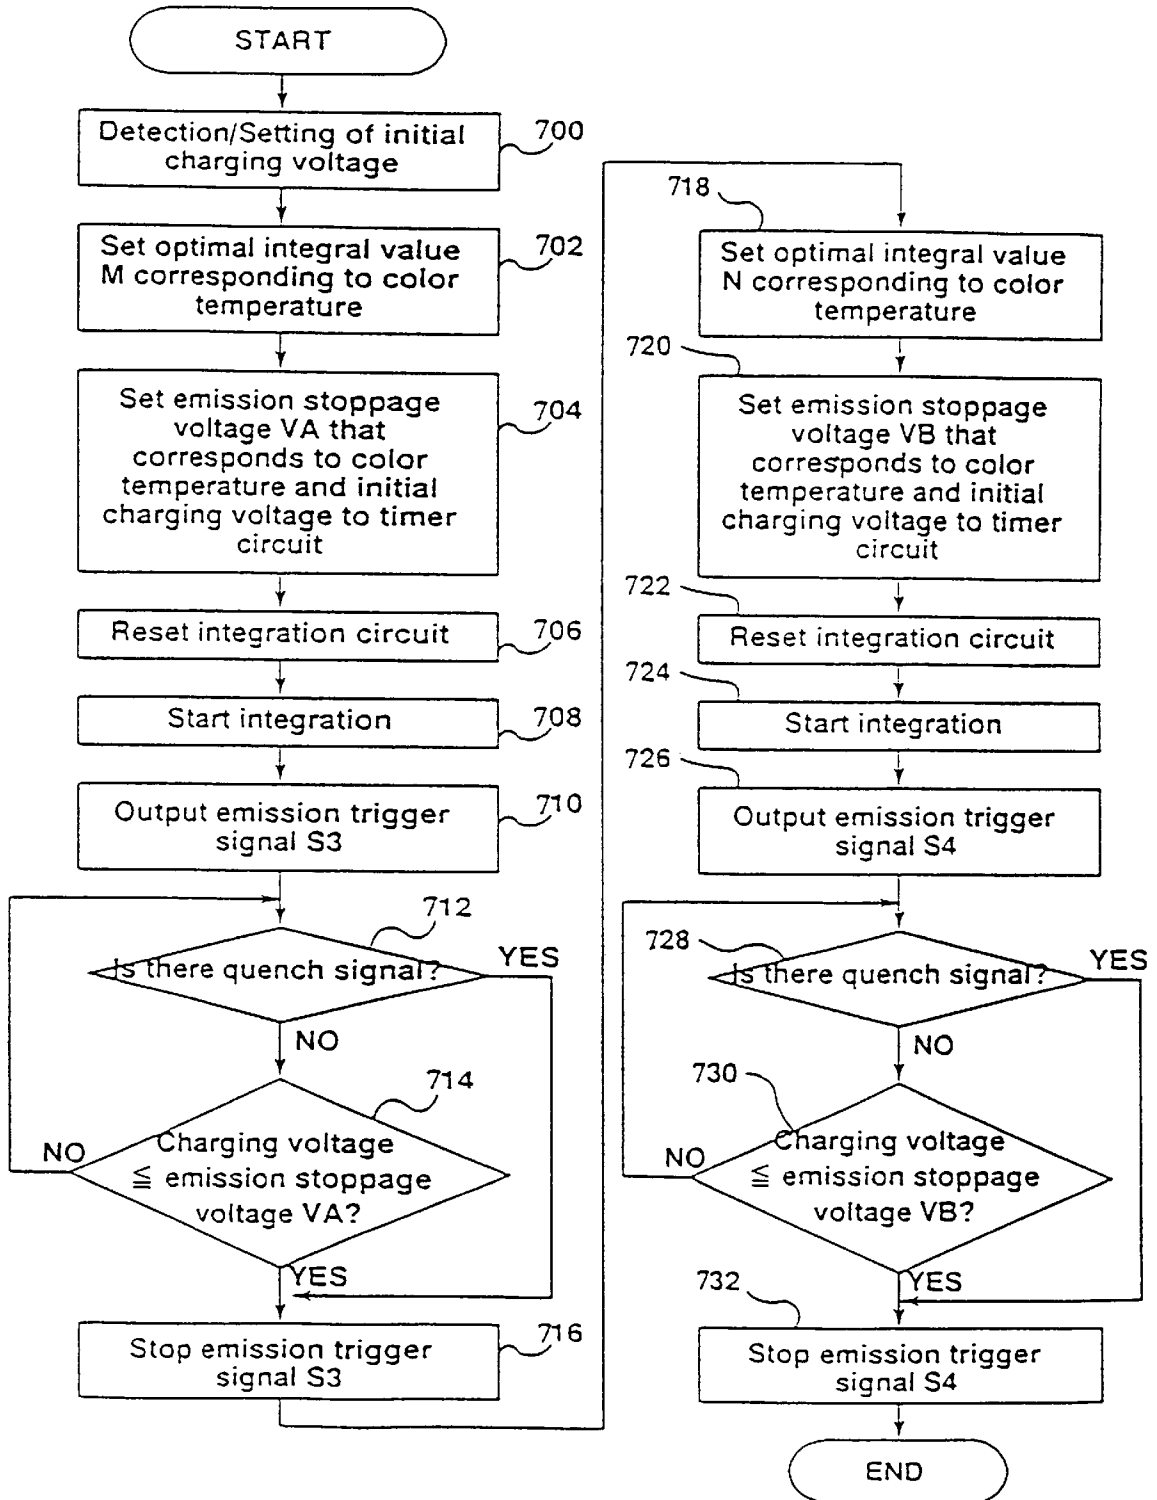 START
Detection/Setting of initial
charging voltage
700
Set optimal integral value
M corresponding to color
temperature
702
Set emission stoppage
voltage VA that
corresponds to color
temperature and initial
charging voltage to timer
circuit
704
Reset integration circuit
706
Start integration
708
Output emission trigger
signal S3
710
712
Is there quench signal?
YES
NO
714
Charging voltage
≦ emission stoppage
voltage VA?
NO
YES
Stop emission trigger
signal S3
716
718
Set optimal integral value
N corresponding to color
temperature
720
Set emission stoppage
voltage VB that
corresponds to color
temperature and initial
charging voltage to timer
circuit
722
Reset integration circuit
724
Start integration
726
Output emission trigger
signal S4
728
Is there quench signal?
YES
NO
730
Charging voltage
≦ emission stoppage
voltage VB?
NO
YES
732
Stop emission trigger
signal S4
END